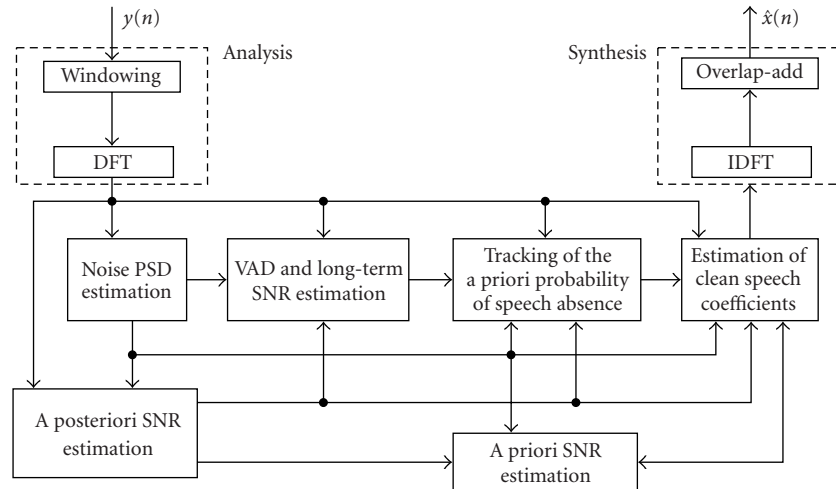 y(n)
x̂(n)
Analysis
Synthesis
Windowing
Overlap-add
DFT
IDFT
Noise PSD
estimation
VAD and long-term
SNR estimation
Tracking of the
a priori probability
of speech absence
Estimation of
clean speech
coefficients
A posteriori SNR
estimation
A priori SNR
estimation